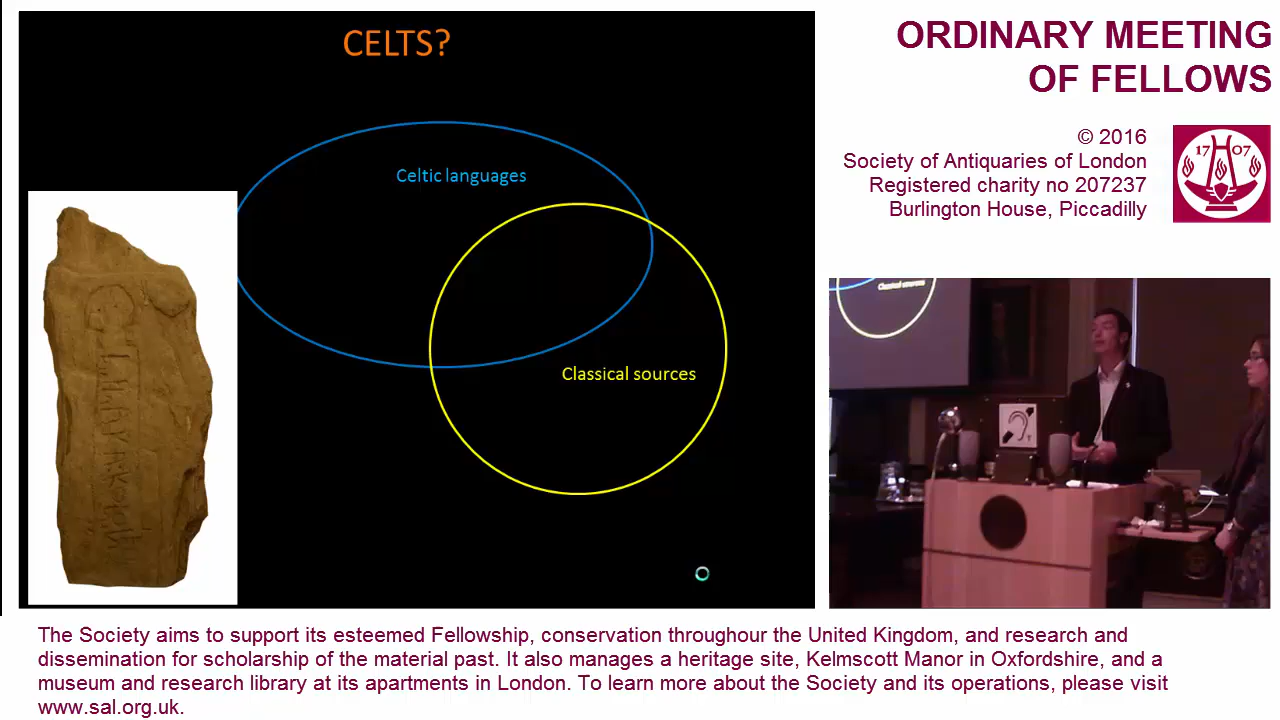 CELTS?
Celtic languages
Classical sources
ORDINARY MEETING
OF FELLOWS
© 2016
Society of Antiquaries of London
Registered charity no 207237
Burlington House, Piccadilly
17 07
Classical sources
The Society aims to support its esteemed Fellowship, conservation throughour the United Kingdom, and research and
dissemination for scholarship of the material past. It also manages a heritage site, Kelmscott Manor in Oxfordshire, and a
museum and research library at its apartments in London. To learn more about the Society and its operations, please visit
www.sal.org.uk.